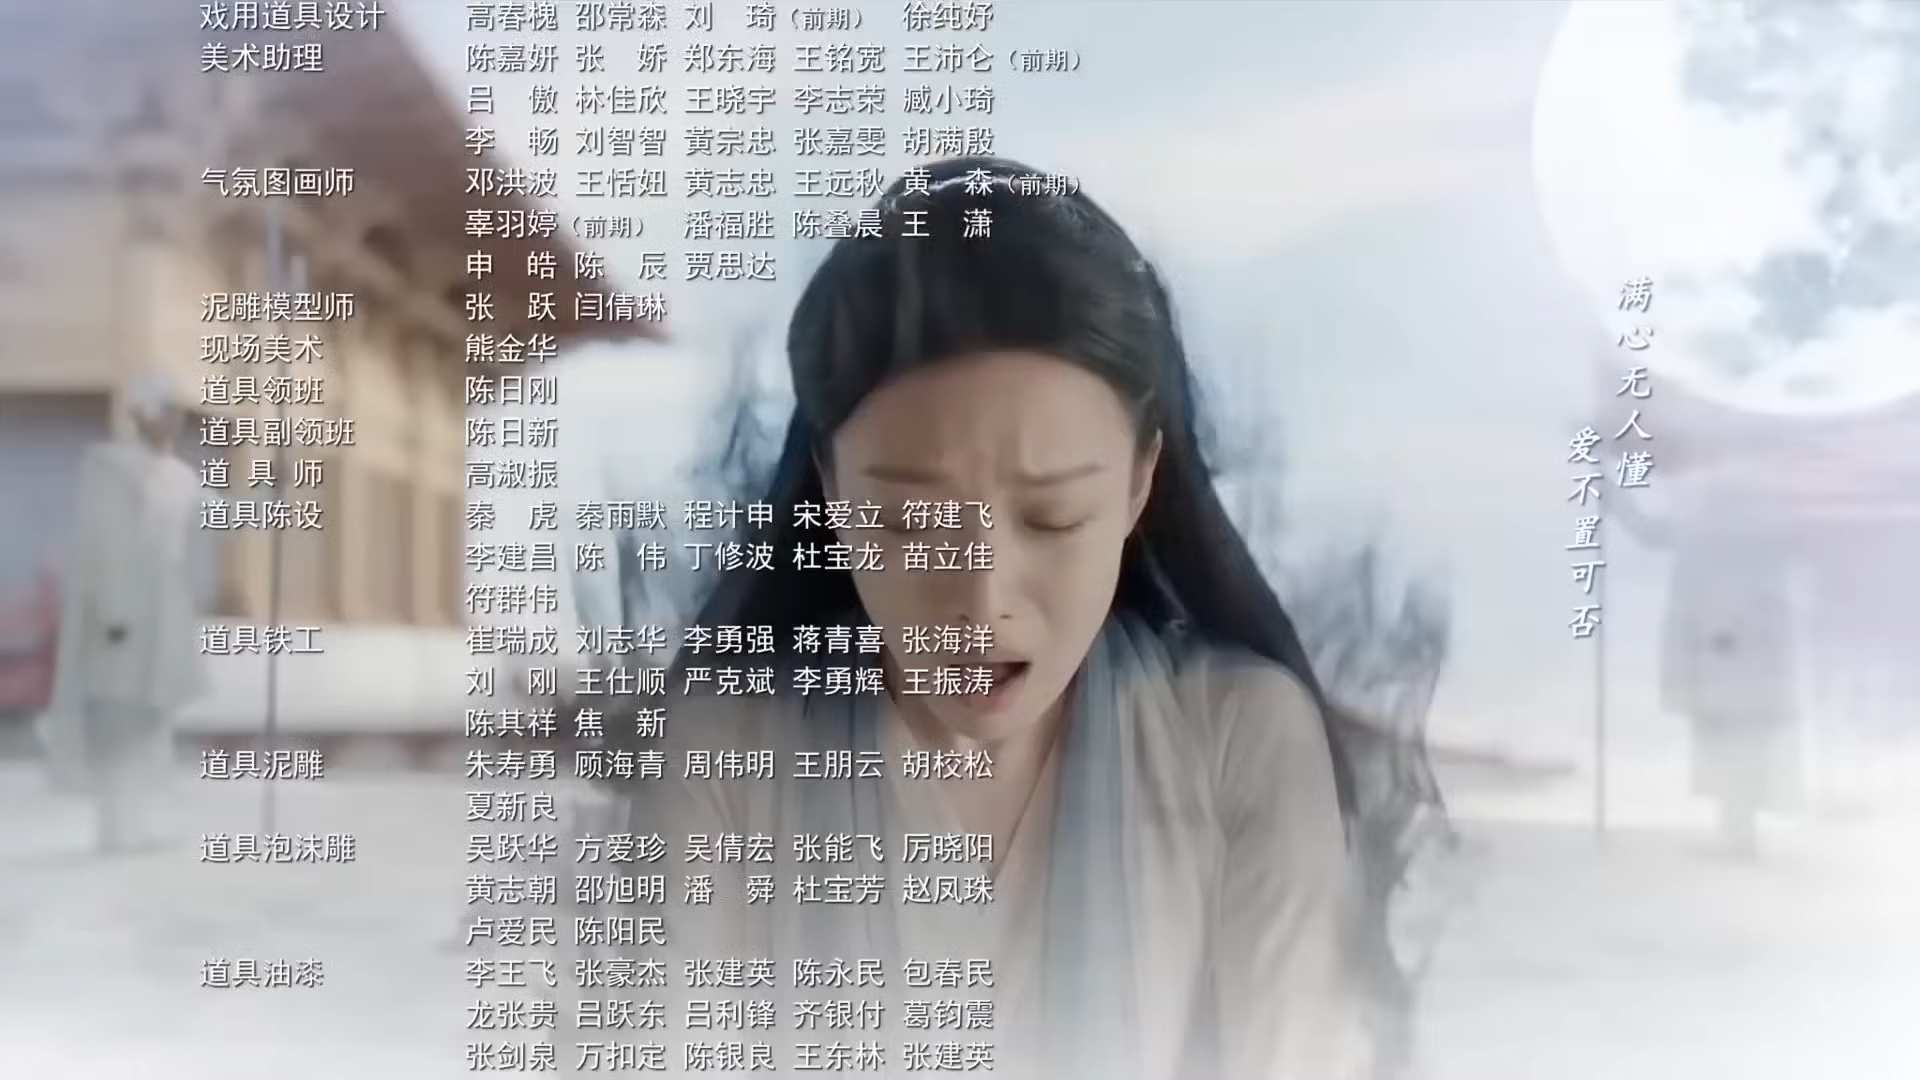 戏用道具设计 高春槐 邵常森 刘 琦（前期） 徐纯妤
美术助理 陈嘉妍 张 娇 郑东海 王铭宽 王沛仑（前期）
吕 傲 林佳欣 王晓宇 李志荣 臧小琦
李 畅 刘智智 黄宗忠 张嘉雯 胡满殷
气氛图画师 邓洪波 王恬妞 黄志忠 王远秋 黄 森（前期）
辜羽婷（前期） 潘福胜 陈叠晨 王 潇
申 皓 陈 辰 贾思达
泥雕模型师 张 跃 闫倩琳
现场美术 熊金华
道具领班 陈日刚
道具副领班 陈日新
道 具 师 高淑振
道具陈设 秦 虎 秦雨默 程计申 宋爱立 符建飞
李建昌 陈 伟 丁修波 杜宝龙 苗立佳
符群伟
道具铁工 崔瑞成 刘志华 李勇强 蒋青喜 张海洋
刘 刚 王仕顺 严克斌 李勇辉 王振涛
陈其祥 焦 新
道具泥雕 朱寿勇 顾海青 周伟明 王朋云 胡校松
夏新良
道具泡沫雕 吴跃华 方爱珍 吴倩宏 张能飞 厉晓阳
黄志朝 邵旭明 潘 舜 杜宝芳 赵凤珠
卢爱民 陈阳民
道具油漆 李王飞 张豪杰 张建英 陈永民 包春民
龙张贵 吕跃东 吕利锋 齐银付 葛钧震
张剑泉 万扣定 陈银良 王东林 张建英
满心无人懂
爱不置可否